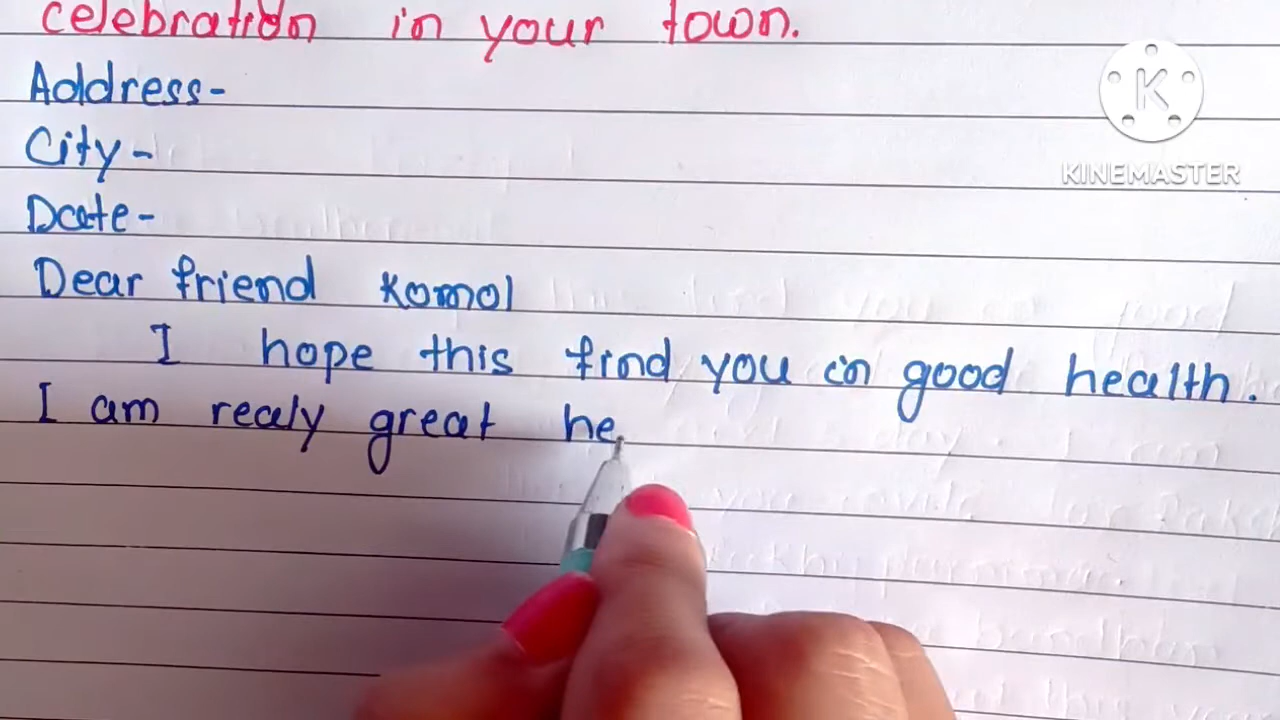 celebration in your town.
Address-
City-
Date-
Dear friend Komol
I hope this find you in good health.
I am realy great he
K
KINEMASTER